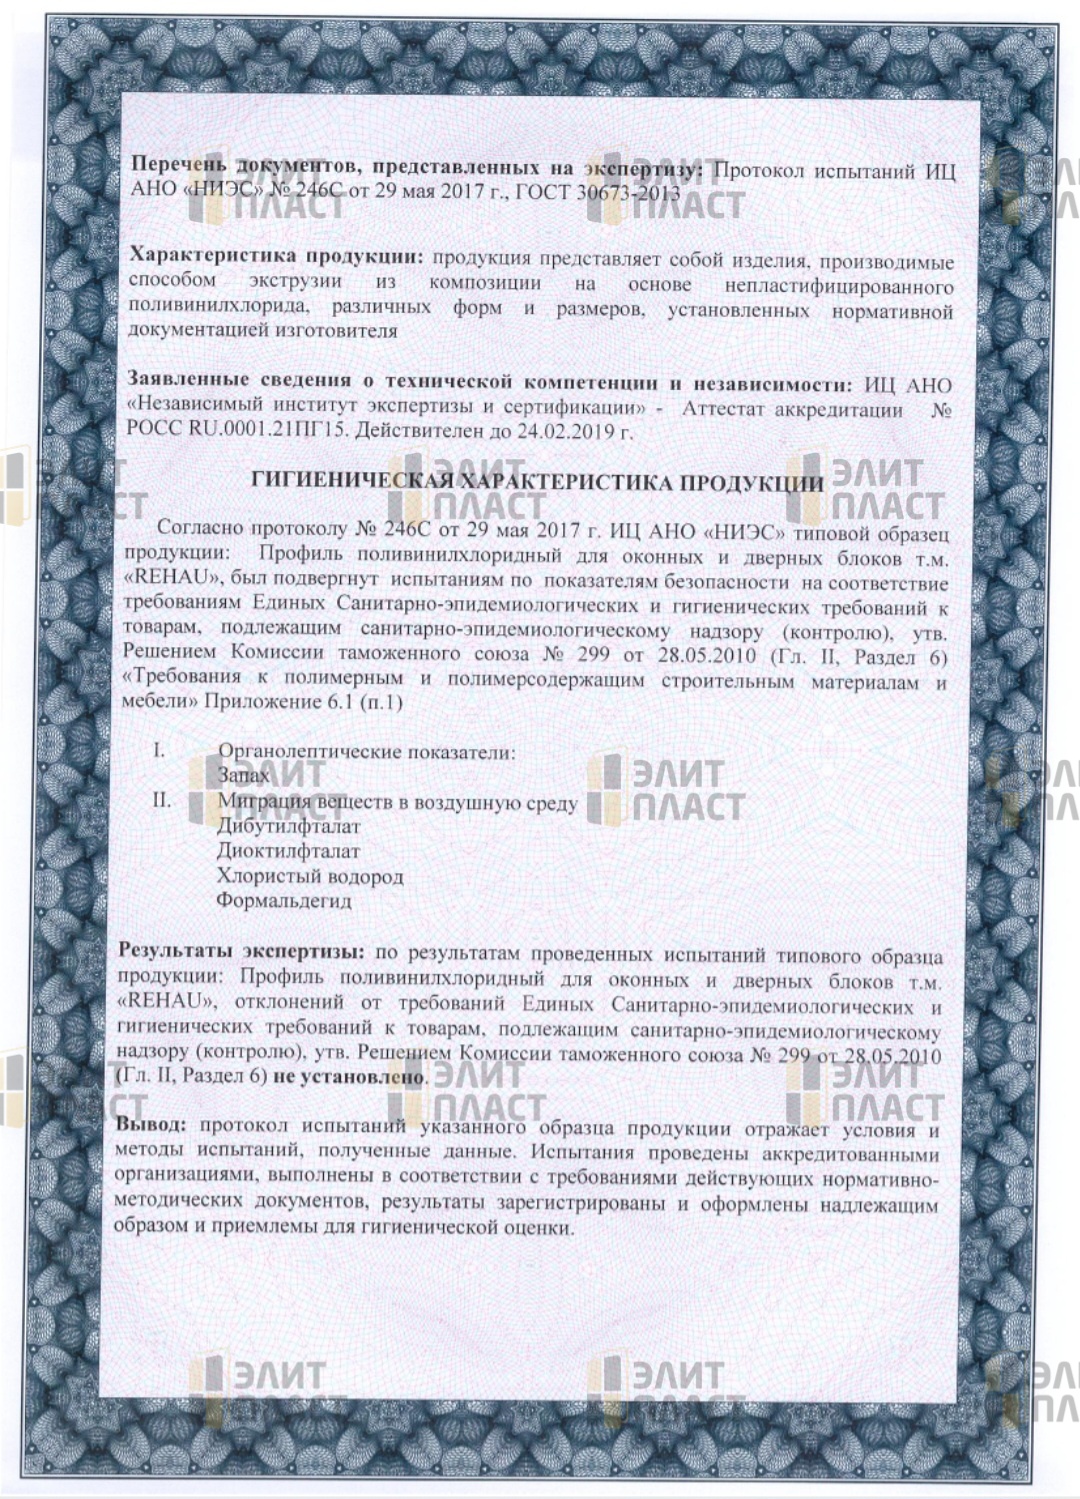 Перечень документов, представленных на экспертизу: Протокол испытаний ИЦ
АНО «НИЭС» № 246С от 29 мая 2017 г., ГОСТ 30673-2013
Характеристика продукции: продукция представляет собой изделия, производимые
способом экструзии из композиции на основе непластифицированного
поливинилхлорида, различных форм и размеров, установленных нормативной
документацией изготовителя
Заявленные сведения о технической компетенции и независимости: ИЦ АНО
«Независимый институт экспертизы и сертификации» - Аттестат аккредитации №
РОСС RU.0001.21ПГ15. Действителен до 24.02.2019 г.
ГИГИЕНИЧЕСКАЯ ХАРАКТЕРИСТИКА ПРОДУКЦИИ
Согласно протоколу № 246С от 29 мая 2017 г. ИЦ АНО «НИЭС» типовой образец
продукции: Профиль поливинилхлоридный для оконных и дверных блоков т.м.
«REHAU», был подвергнут испытаниям по показателям безопасности на соответствие
требованиям Единых Санитарно-эпидемиологических и гигиенических требований к
товарам, подлежащим санитарно-эпидемиологическому надзору (контролю), утв.
Решением Комиссии таможенного союза № 299 от 28.05.2010 (Гл. II, Раздел 6)
«Требования к полимерным и полимерсодержащим строительным материалам и
мебели» Приложение 6.1 (п.1)
I. Органолептические показатели:
Запах
II. Миграция веществ в воздушную среду
Дибутилфталат
Диоктилфталат
Хлористый водород
Формальдегид
Результаты экспертизы: по результатам проведенных испытаний типового образца
продукции: Профиль поливинилхлоридный для оконных и дверных блоков т.м.
«REHAU», отклонений от требований Единых Санитарно-эпидемиологических и
гигиенических требований к товарам, подлежащим санитарно-эпидемиологическому
надзору (контролю), утв. Решением Комиссии таможенного союза № 299 от 28.05.2010
(Гл. II, Раздел 6) не установлено.
Вывод: протокол испытаний указанного образца продукции отражает условия и
методы испытаний, полученные данные. Испытания проведены аккредитованными
организациями, выполнены в соответствии с требованиями действующих нормативно-
методических документов, результаты зарегистрированы и оформлены надлежащим
образом и приемлемы для гигиенической оценки.
ЭЛИТ
ПЛАСТ